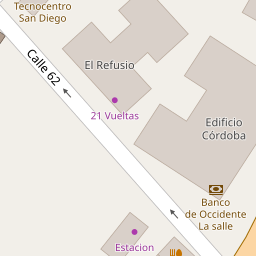 Tecnocentro
San Diego
Calle 62
El Refusio
21 Vueltas
Edificio
Córdoba
Banco
de Occidente
La salle
Estacion